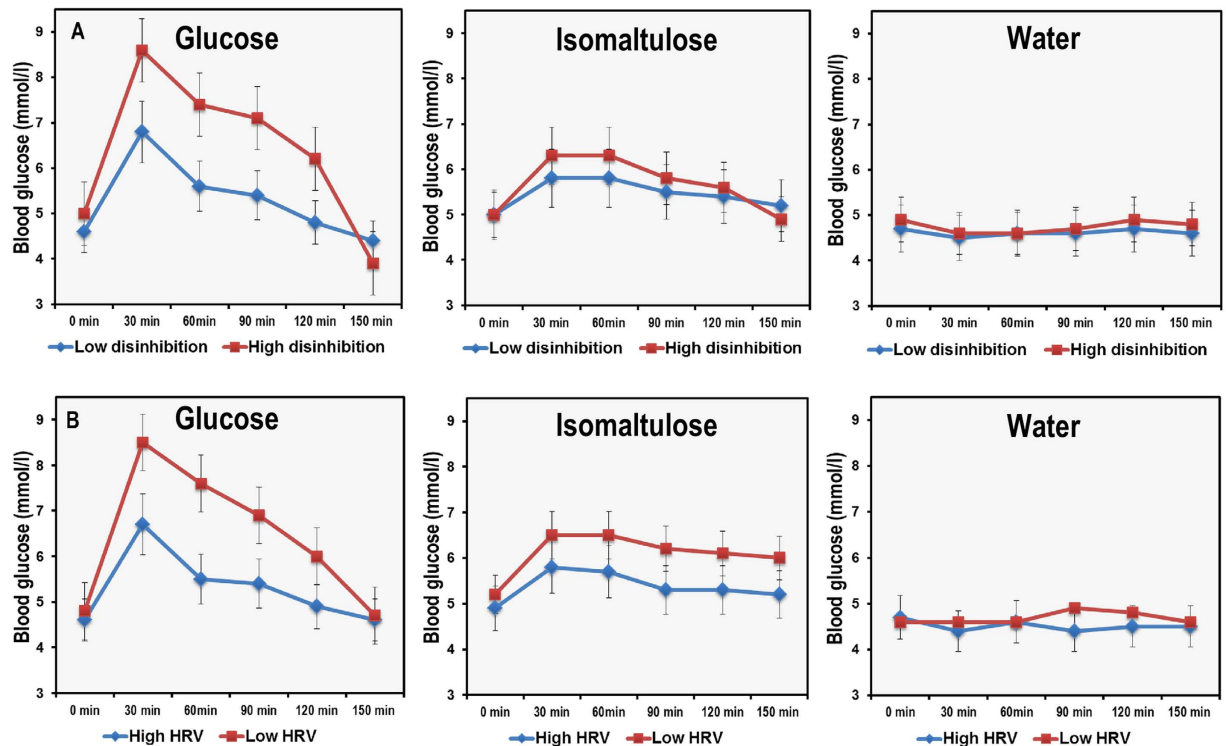 A
Glucose
Blood glucose (mmol/l)
9
8
7
6
5
4
3
0 min 30 min 60min 90 min 120 min 150 min
Low disinhibition High disinhibition
Isomaltulose
Blood glucose (mmol/l)
9
8
7
6
5
4
3
0 min 30 min 60min 90 min 120 min 150 min
Low disinhibition High disinhibition
Water
Blood glucose (mmol/l)
9
8
7
6
5
4
3
0 min 30 min 60 min 90 min 120 min 150 min
Low disinhibition High disinhibition
B
Glucose
Blood glucose (mmol/l)
9
8
7
6
5
4
3
0 min 30 min 60min 90 min 120 min 150 min
High HRV Low HRV
Isomaltulose
Blood glucose (mmol/l)
9
8
7
6
5
4
3
0 min 30 min 60min 90 min 120 min 150 min
High HRV Low HRV
Water
Blood glucose (mmol/l)
9
8
7
6
5
4
3
0 min 30 min 60 min 90 min 120 min 150 min
High HRV Low HRV